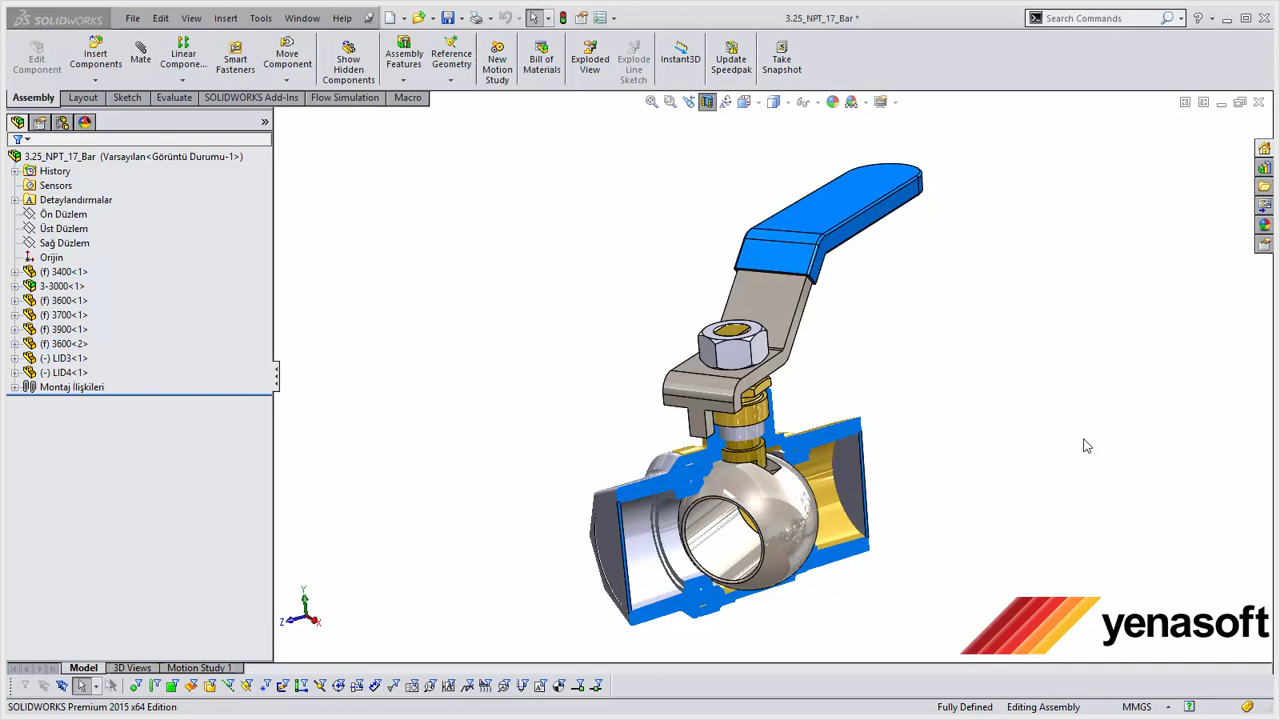 SOLIDWORKS File Edit View Insert Tools Window Help 3.25_NPT_17_Bar * Search Commands
Edit Component
Insert Components
Mate
Linear Compone...
Smart Fasteners
Move Component
Show Hidden Components
Assembly Features
Reference Geometry
New Motion Study
Bill of Materials
Exploded View
Explode Line Sketch
Instant3D
Update Speedpak
Take Snapshot
Assembly Layout Sketch Evaluate SOLIDWORKS Add-Ins Flow Simulation Macro
3.25_NPT_17_Bar (Varsayılan<Görüntü Durumu-1>)
History
Sensors
Detaylandırmalar
Ön Düzlem
Üst Düzlem
Sağ Düzlem
Orijin
(f) 3400<1>
3-3000<1>
(f) 3600<1>
(f) 3700<1>
(f) 3900<1>
(f) 3600<2>
(-) LID3<1>
(-) LID4<1>
Montaj İlişkileri
Y
Z
X
yenasoft
Model 3D Views Motion Study 1
SOLIDWORKS Premium 2015 x64 Edition Fully Defined Editing Assembly MMGS